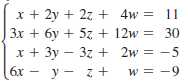 x + 2y + 2z + 4w = 11
3x + 6y + 5z + 12w = 30
x + 3y - 3z + 2w = -5
6x - y - z + w = -9